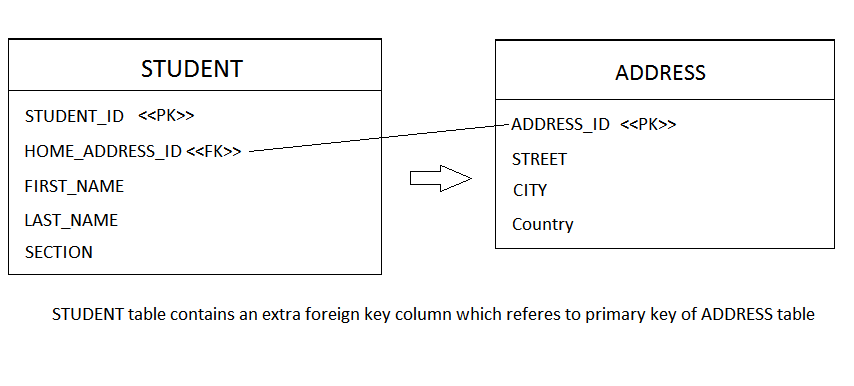 STUDENT
STUDENT_ID <<PK>>
HOME_ADDRESS_ID <<FK>>
FIRST_NAME
LAST_NAME
SECTION
ADDRESS
ADDRESS_ID <<PK>>
STREET
CITY
Country
STUDENT table contains an extra foreign key column which referes to primary key of ADDRESS table